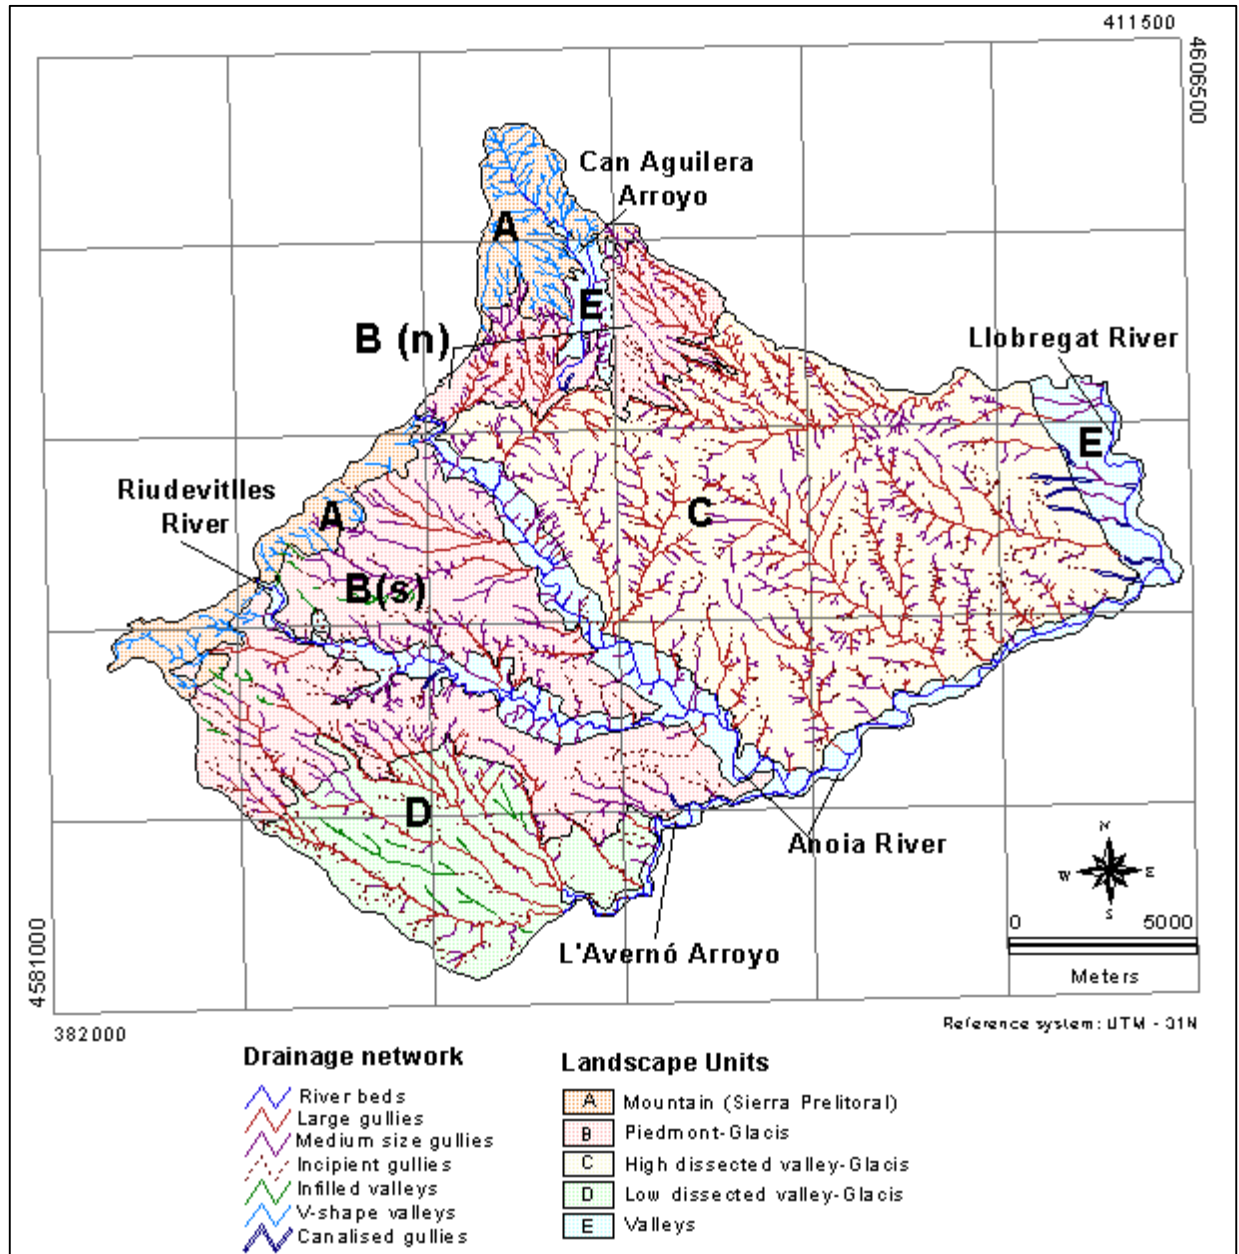 411500
4606500
Can Aguilera
Arroyo
A
E
B (n)
Llobregat River
E
Riudevitlles
River
A
C
B(s)
D
Anoia River
L'Avernó Arroyo
N
W
E
S
0 5000
Meters
4581000
382000
Reference system: UTM - 31N
Drainage network
River beds
Large gullies
Medium size gullies
Incipient gullies
Infilled valleys
V-shape valleys
Canalised gullies
Landscape Units
A Mountain (Sierra Prelitoral)
B Piedmont-Glacis
C High dissected valley-Glacis
D Low dissected valley-Glacis
E Valleys